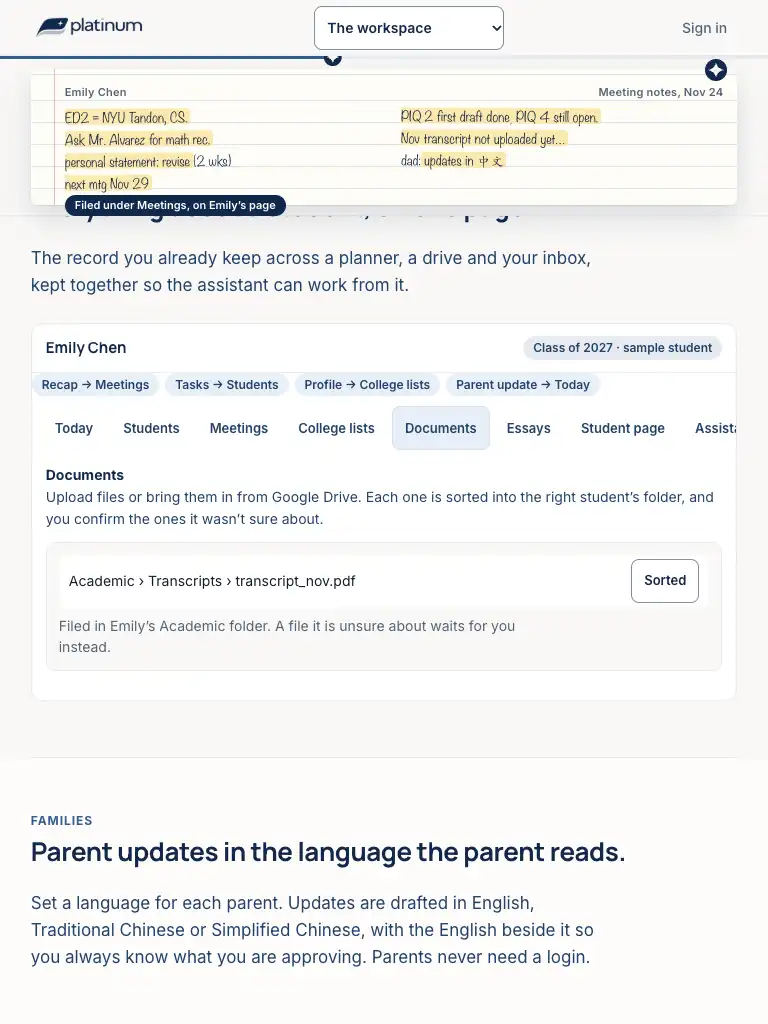 platinum
The workspace
Sign in
Emily Chen
Meeting notes, Nov 24
ED2 = NYU Tandon, CS.
Ask Mr. Alvarez for math rec.
personal statement: revise (2 wks)
next mtg Nov 29
PIQ 2 first draft done, PIQ 4 still open.
Nov transcript not uploaded yet...
dad: updates in 中文
Filed under Meetings, on Emily's page
The record you already keep across a planner, a drive and your inbox,
kept together so the assistant can work from it.
Emily Chen
Class of 2027 · sample student
Recap → Meetings
Tasks → Students
Profile → College lists
Parent update → Today
Today
Students
Meetings
College lists
Documents
Essays
Student page
Assista
Documents
Upload files or bring them in from Google Drive. Each one is sorted into the right student's folder, and
you confirm the ones it wasn't sure about.
Academic › Transcripts › transcript_nov.pdf
Sorted
Filed in Emily's Academic folder. A file it is unsure about waits for you
instead.
FAMILIES
Parent updates in the language the parent reads.
Set a language for each parent. Updates are drafted in English,
Traditional Chinese or Simplified Chinese, with the English beside it so
you always know what you are approving. Parents never need a login.